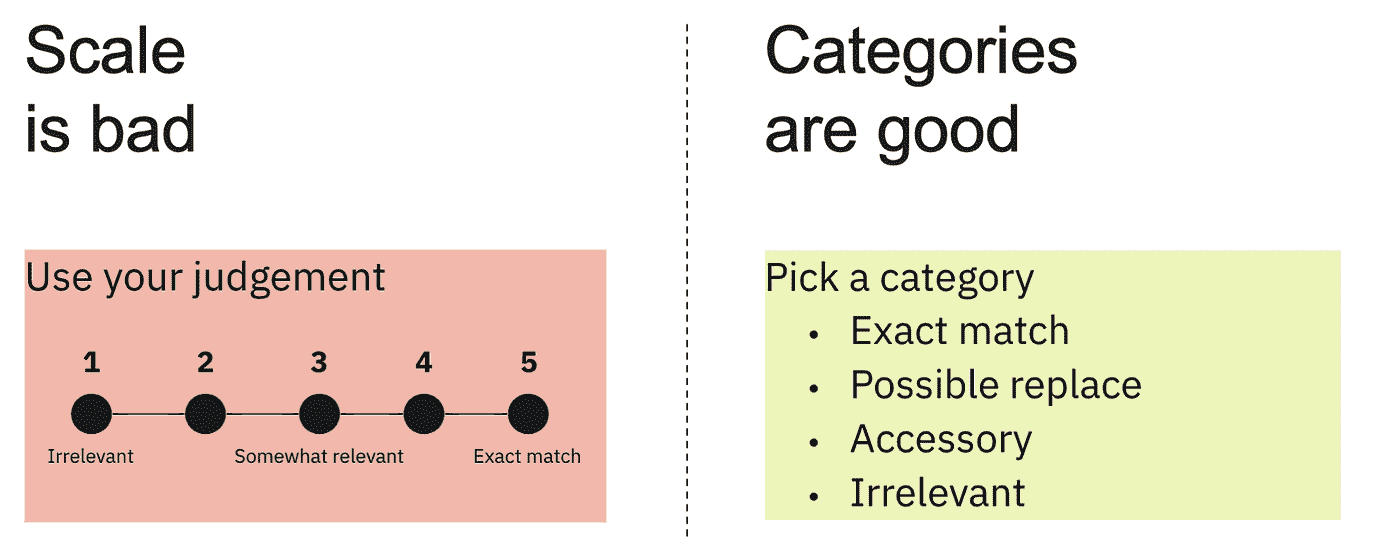 Scale
is bad
Use your judgement
1 2 3 4 5
Irrelevant Somewhat relevant Exact match
Categories
are good
Pick a category
• Exact match
• Possible replace
• Accessory
• Irrelevant